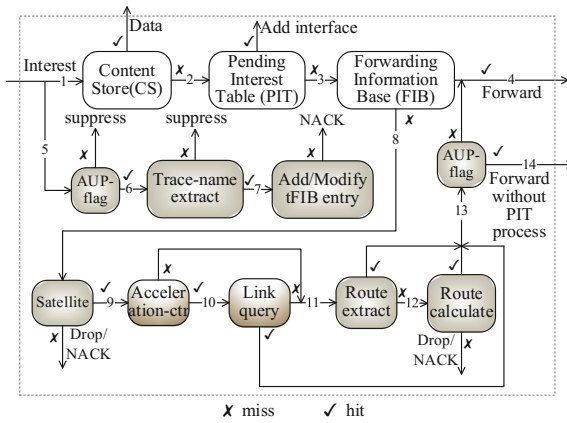 Data
Add interface
Interest
1
Content
Store(CS)
✗ 2
Pending
Interest
Table (PIT)
✗ 3
Forwarding
Information
Base (FIB)
✓ 4
Forward
suppress
suppress
NACK
8 ✗
5
AUP-
flag
✓ 6
Trace-name
extract
✓ 7
Add/Modify
tFIB entry
AUP-
flag
✓ 14
Forward
without
PIT
process
13
Satellite
✓ 9
Acceler
ation-ctr
✓ 10
Link
query
✗ 11
Route
extract
✗ 12
Route
calculate
Drop/
NACK
Drop/
NACK
✗ miss
✓ hit